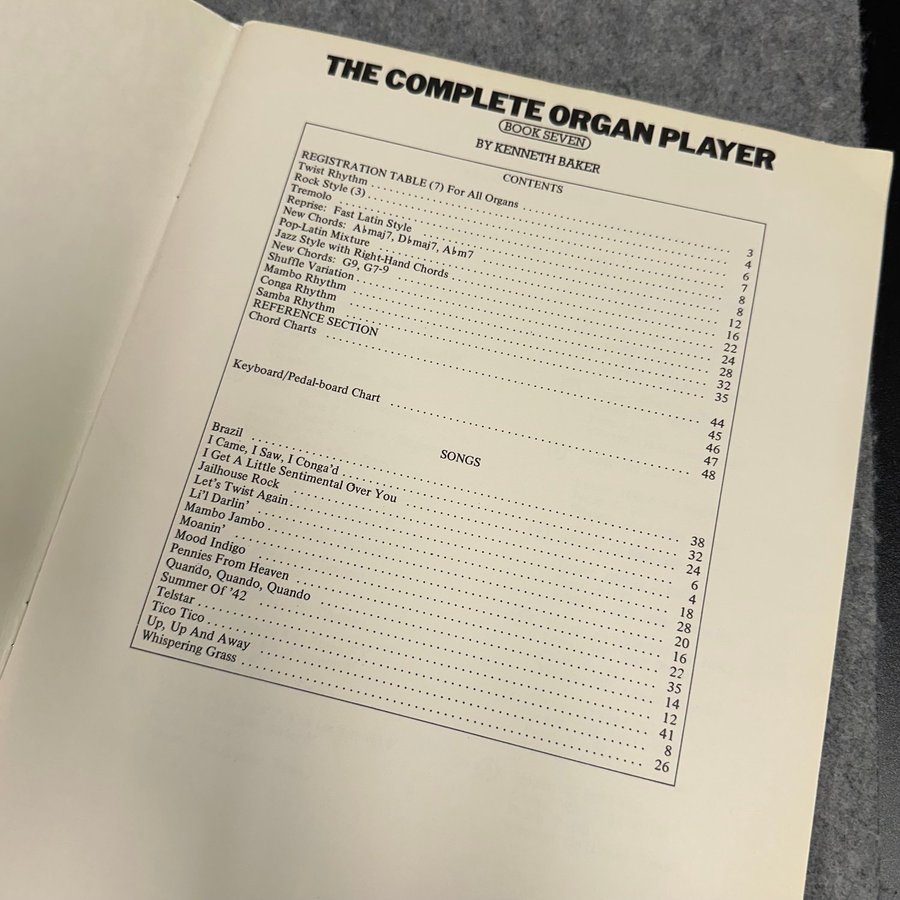 THE COMPLETE ORGAN PLAYER
BOOK SEVEN
BY KENNETH BAKER
CONTENTS
REGISTRATION TABLE (7) For All Organs 3
Twist Rhythm 4
Rock Style (3) 6
Tremolo 7
Reprise: Fast Latin Style 8
New Chords: A♭maj7, D♭maj7, A♭m7 8
Pop-Latin Mixture 12
Jazz Style with Right-Hand Chords 16
New Chords: G9, G7-9 22
Shuffle Variation 24
Mambo Rhythm 28
Conga Rhythm 32
Samba Rhythm 35
REFERENCE SECTION
Chord Charts 44
45
46
47
Keyboard/Pedal-board Chart 48
SONGS
Brazil 38
I Came, I Saw, I Conga'd 32
I Get A Little Sentimental Over You 24
Jailhouse Rock 6
Let's Twist Again 4
Li'l Darlin' 18
Mambo Jambo 28
Moanin' 20
Mood Indigo 16
Pennies From Heaven 22
Quando, Quando, Quando 35
Summer Of '42 14
Telstar 12
Tico Tico 41
Up, Up And Away 8
Whispering Grass 26